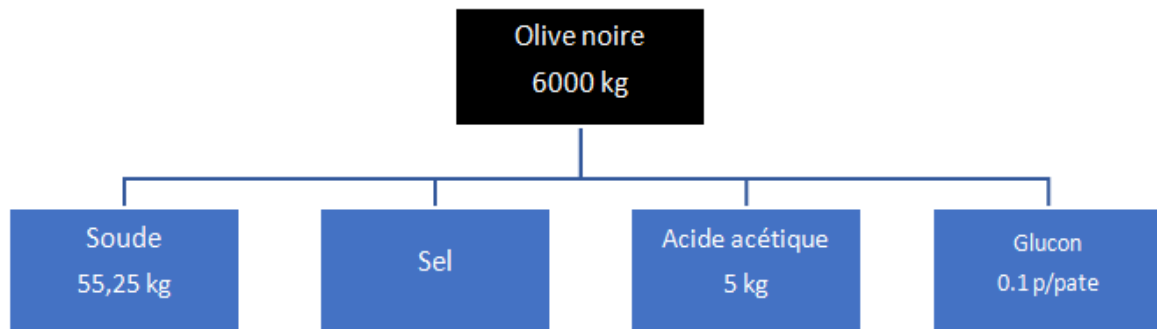 Olive noire
6000 kg
Soude
55,25 kg
Sel
Acide acétique
5 kg
Glucon
0.1 p/pate